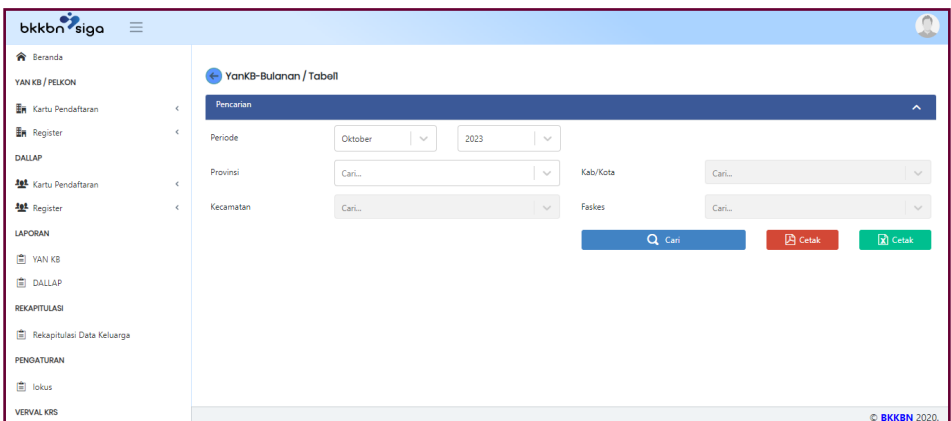 bkkbn siga
Beranda
YAN KB / PELKON
Kartu Pendaftaran
Register
DALLAP
Kartu Pendaftaran
Register
LAPORAN
YAN KB
DALLAP
REKAPITULASI
Rekapitulasi Data Keluarga
PENGATURAN
lokus
VERVAL KRS
YanKB-Bulanan / Tabel1
Pencarian
Periode Oktober 2023
Provinsi Cari... Kab/Kota Cari...
Kecamatan Cari... Faskes Cari...
Cari Cetak Cetak
© BKKBN 2020.